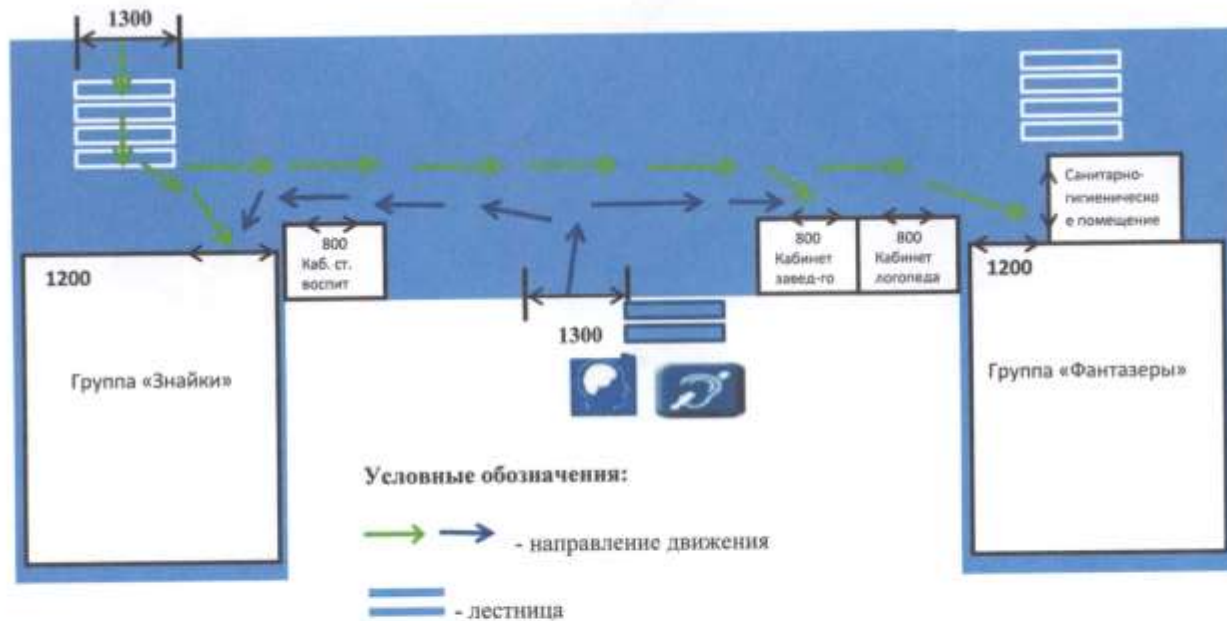 1300
Санитарно-
гигиеническо
е помещение
800
Каб. ст.
воспит
800
Кабинет
завед-го
800
Кабинет
логопеда
1200
1200
1300
Группа «Знайки»
Группа «Фантазеры»
Условные обозначения:
- направление движения
- лестница